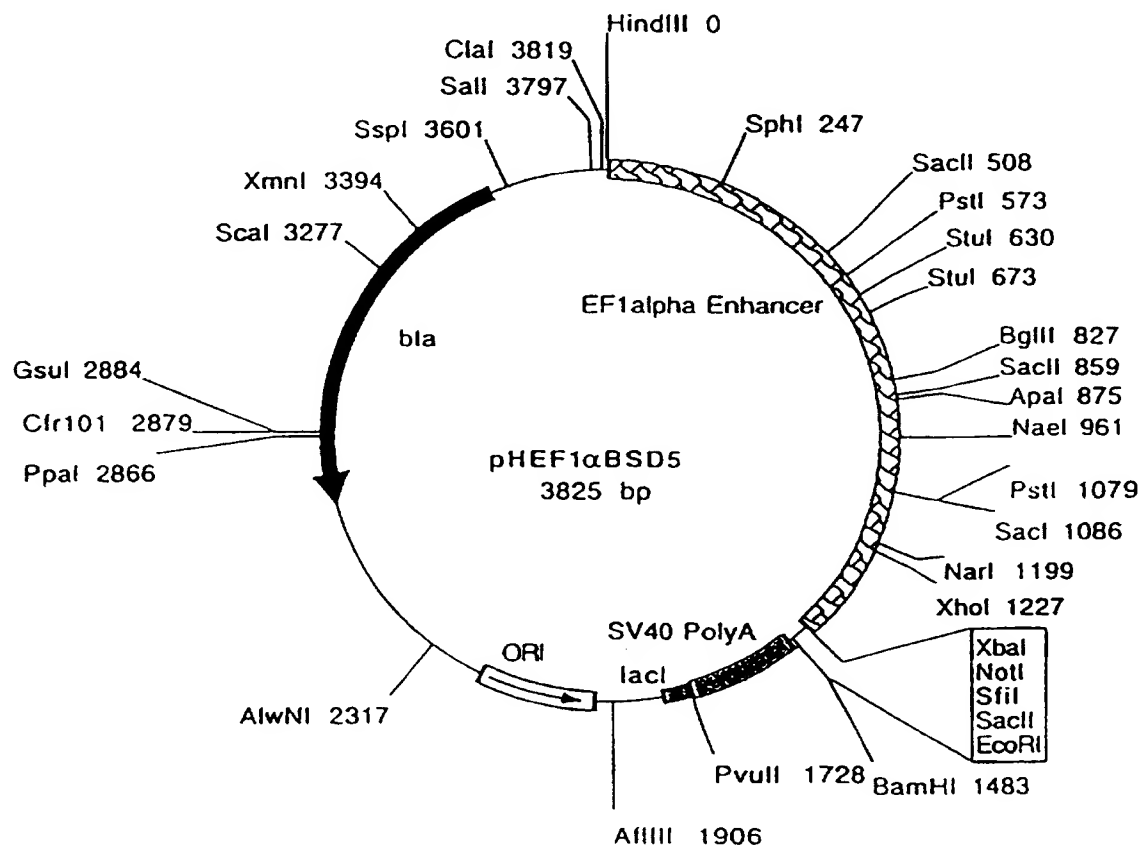 HindIII 0
ClaI 3819
SalI 3797
SspI 3601
SphI 247
XmnI 3394
ScaI 3277
SacII 508
PstI 573
StuI 630
StuI 673
EF1alpha Enhancer
bla
BglII 827
SacII 859
ApaI 875
NaeI 961
GsuI 2884
Cfr101 2879
PpaI 2866
pHEF1αBSD5
3825 bp
PstI 1079
SacI 1086
NarI 1199
XhoI 1227
SV40 PolyA
lacI
ORI
XbaI
NotI
SfiI
SacII
EcoRI
AlwNI 2317
PvuII 1728
BamHI 1483
AflIII 1906